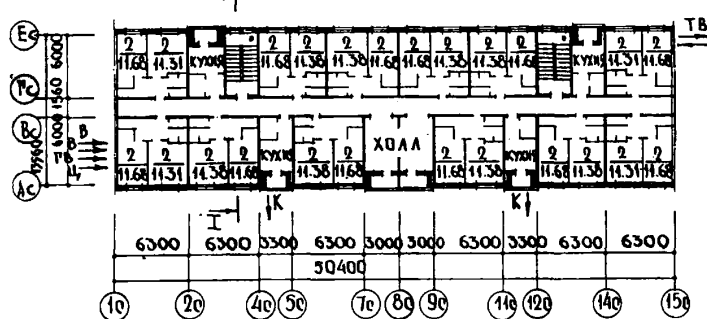 Ес
ТВ
2 2 2 2 2 2 2 2 2 2
11.68 11.31 КУХНЯ 11.68 11.38 11.38 11.68 11.68 11.38 11.68 КУХНЯ 11.31
6000
Гс
1560
Вс
6000
13560
В
В
Г
В
Ц
ХОЛЛ
2 2 2 2 2 2 2 2 2 2 2 2
11.68 11.31 11.38 11.68 КУХНЯ 11.38 11.68 11.68 11.38 КУХНЯ 11.68 11.38 11.31 11.68
Ас
I К К
6300 6300 3300 6300 3000 3000 6300 3300 6300 6300
50400
1с 2с 4с 5с 7с 8с 9с 11с 12с 14с 15с